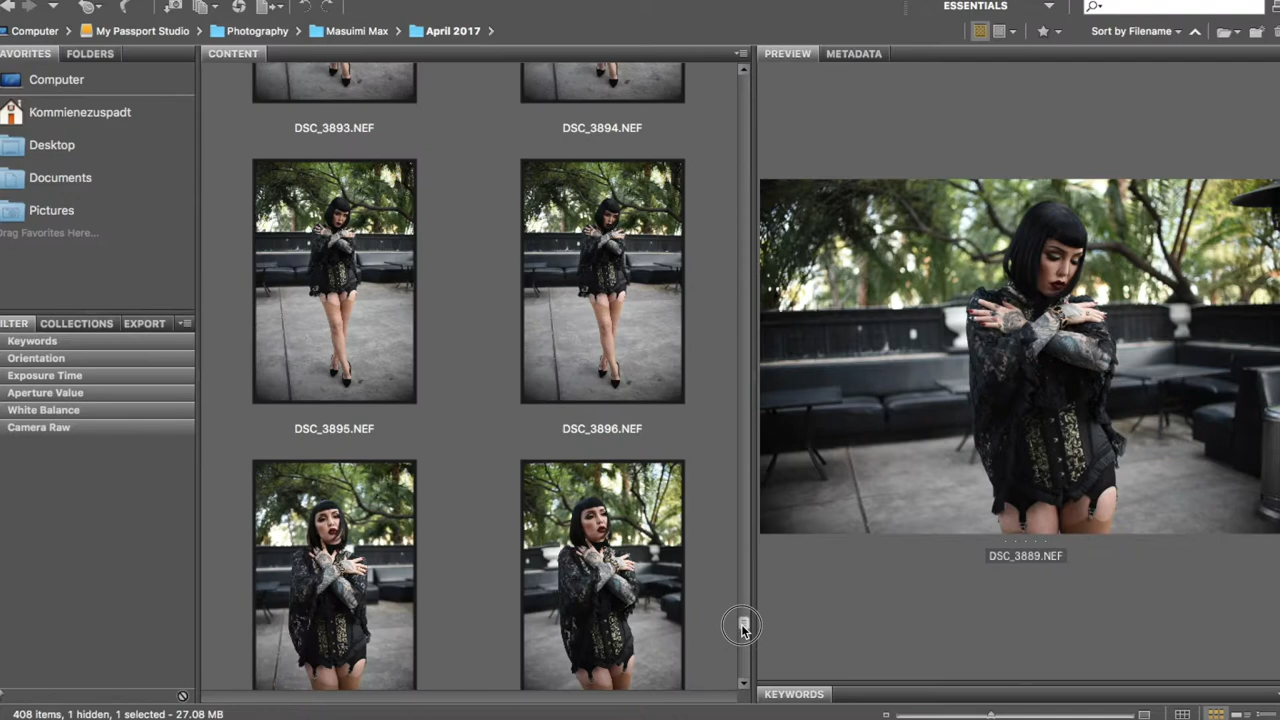 ESSENTIALS
Computer > My Passport Studio > Photography > Masuimi Max > April 2017 >
Sort by Filename
FAVORITES FOLDERS
CONTENT
PREVIEW METADATA
Computer
Kommienezuspadt
Desktop
Documents
Pictures
Drag Favorites Here...
FILTER COLLECTIONS EXPORT
Keywords
Orientation
Exposure Time
Aperture Value
White Balance
Camera Raw
DSC_3893.NEF DSC_3894.NEF
DSC_3895.NEF DSC_3896.NEF
DSC_3889.NEF
KEYWORDS
408 items, 1 hidden, 1 selected - 27.08 MB